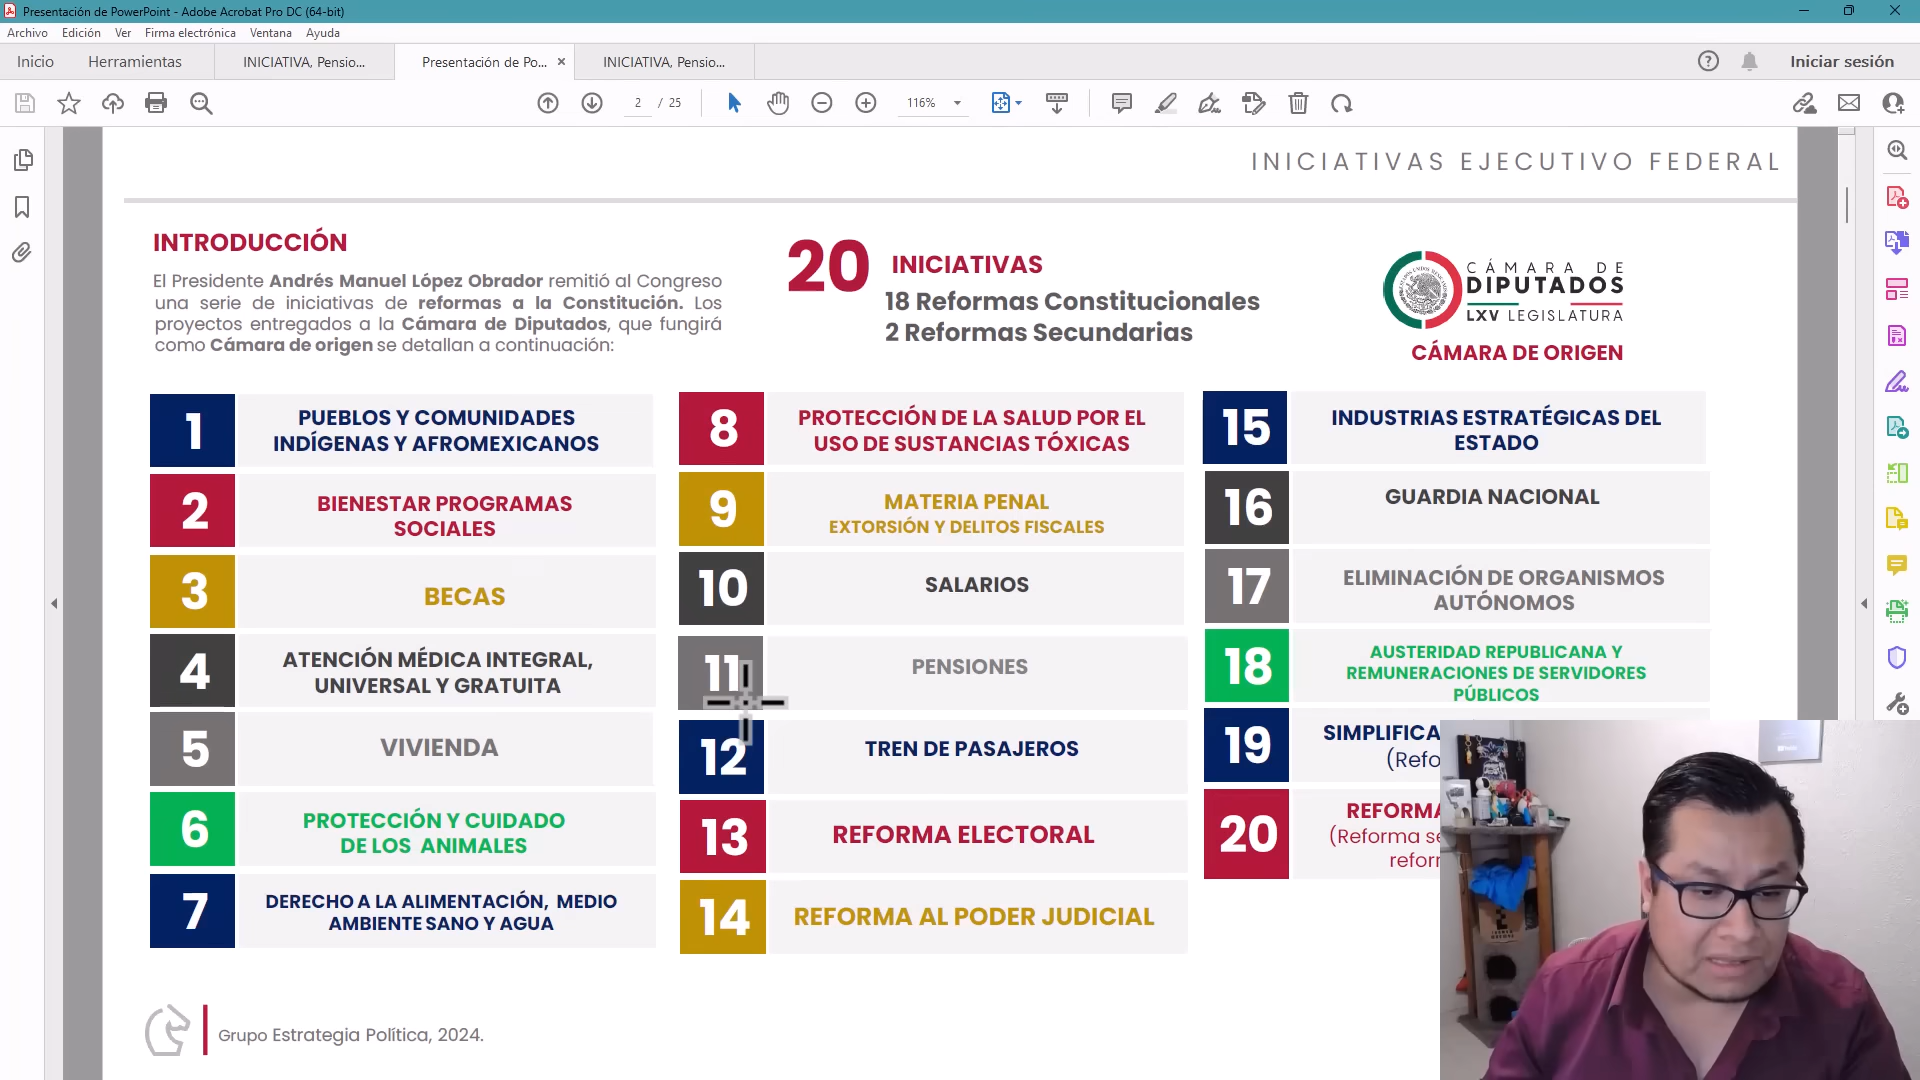 Presentación de PowerPoint - Adobe Acrobat Pro DC (64-bit)
Archivo Edición Ver Firma electrónica Ventana Ayuda
Inicio Herramientas INICIATIVA, Pensio... Presentación de Po... × INICIATIVA, Pensio... Iniciar sesión
2 / 25 116%
INICIATIVAS EJECUTIVO FEDERAL
INTRODUCCIÓN
El Presidente Andrés Manuel López Obrador remitió al Congreso
una serie de iniciativas de reformas a la Constitución. Los
proyectos entregados a la Cámara de Diputados, que fungirá
como Cámara de origen se detallan a continuación:
20 INICIATIVAS
18 Reformas Constitucionales
2 Reformas Secundarias
CÁMARA DE
DIPUTADOS
LXV LEGISLATURA
CÁMARA DE ORIGEN
1 PUEBLOS Y COMUNIDADES
INDÍGENAS Y AFROMEXICANOS
2 BIENESTAR PROGRAMAS
SOCIALES
3 BECAS
4 ATENCIÓN MÉDICA INTEGRAL,
UNIVERSAL Y GRATUITA
5 VIVIENDA
6 PROTECCIÓN Y CUIDADO
DE LOS ANIMALES
7 DERECHO A LA ALIMENTACIÓN, MEDIO
AMBIENTE SANO Y AGUA
8 PROTECCIÓN DE LA SALUD POR EL
USO DE SUSTANCIAS TÓXICAS
9 MATERIA PENAL
EXTORSIÓN Y DELITOS FISCALES
10 SALARIOS
11 PENSIONES
12 TREN DE PASAJEROS
13 REFORMA ELECTORAL
14 REFORMA AL PODER JUDICIAL
15 INDUSTRIAS ESTRATÉGICAS DEL
ESTADO
16 GUARDIA NACIONAL
17 ELIMINACIÓN DE ORGANISMOS
AUTÓNOMOS
18 AUSTERIDAD REPUBLICANA Y
REMUNERACIONES DE SERVIDORES
PÚBLICOS
19 SIMPLIFICA
(Refo
20 REFORMA
(Reforma se
refor
Grupo Estrategia Política, 2024.